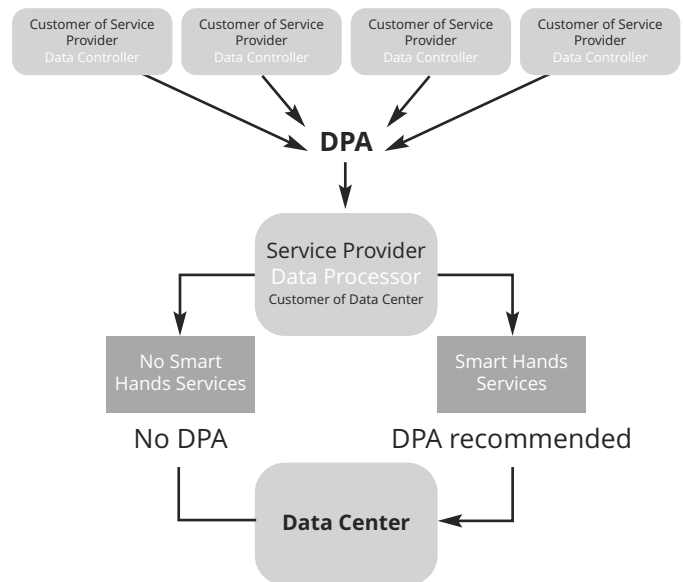 Customer of Service
Provider
Data Controller
Customer of Service
Provider
Data Controller
Customer of Service
Provider
Data Controller
Customer of Service
Provider
Data Controller
DPA
Service Provider
Data Processor
Customer of Data Center
No Smart
Hands Services
Smart Hands
Services
No DPA
DPA recommended
Data Center